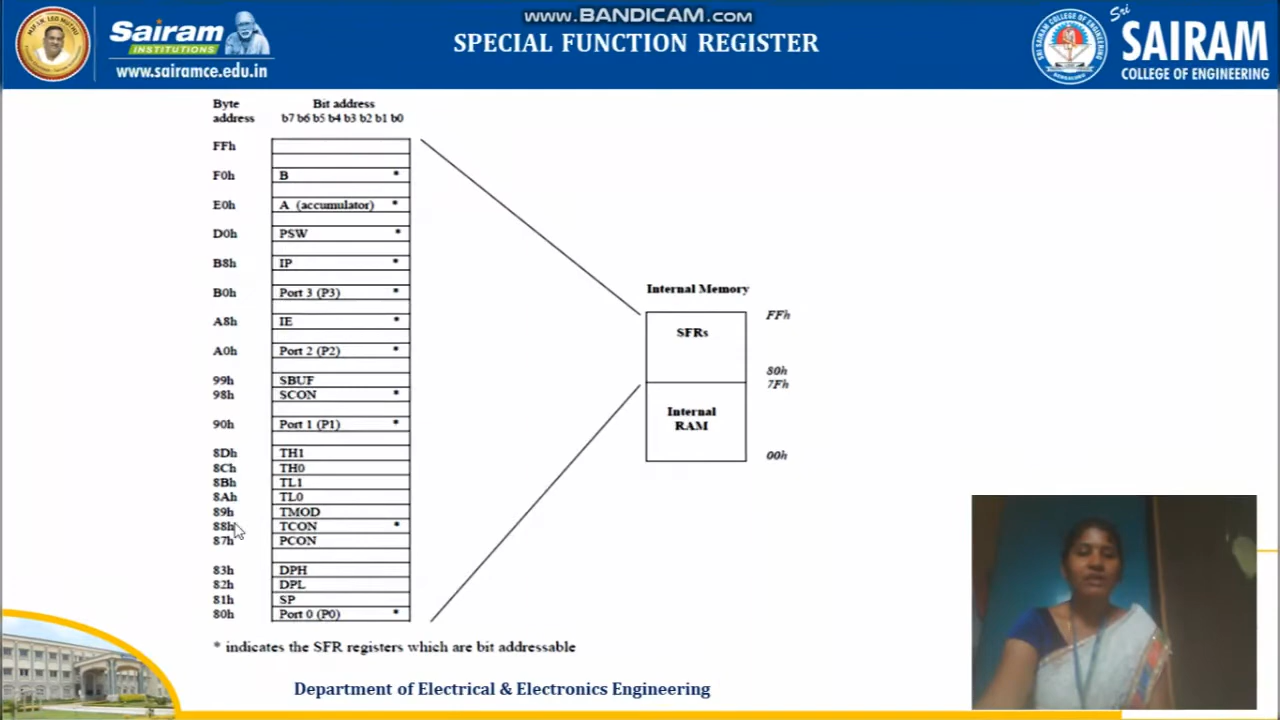 www.BANDICAM.com
Sairam
INSTITUTIONS
www.sairamce.edu.in
SPECIAL FUNCTION REGISTER
Sri
SAIRAM
COLLEGE OF ENGINEERING
Byte address
Bit address
b7 b6 b5 b4 b3 b2 b1 b0
FFh
F0h B *
E0h A (accumulator) *
D0h PSW *
B8h IP *
B0h Port 3 (P3) *
A8h IE *
A0h Port 2 (P2) *
99h SBUF
98h SCON *
90h Port 1 (P1) *
8Dh TH1
8Ch TH0
8Bh TL1
8Ah TL0
89h TMOD
88h TCON *
87h PCON
83h DPH
82h DPL
81h SP
80h Port 0 (P0) *
Internal Memory
SFRs
FFh
80h
7Fh
Internal
RAM
00h
* indicates the SFR registers which are bit addressable
Department of Electrical & Electronics Engineering